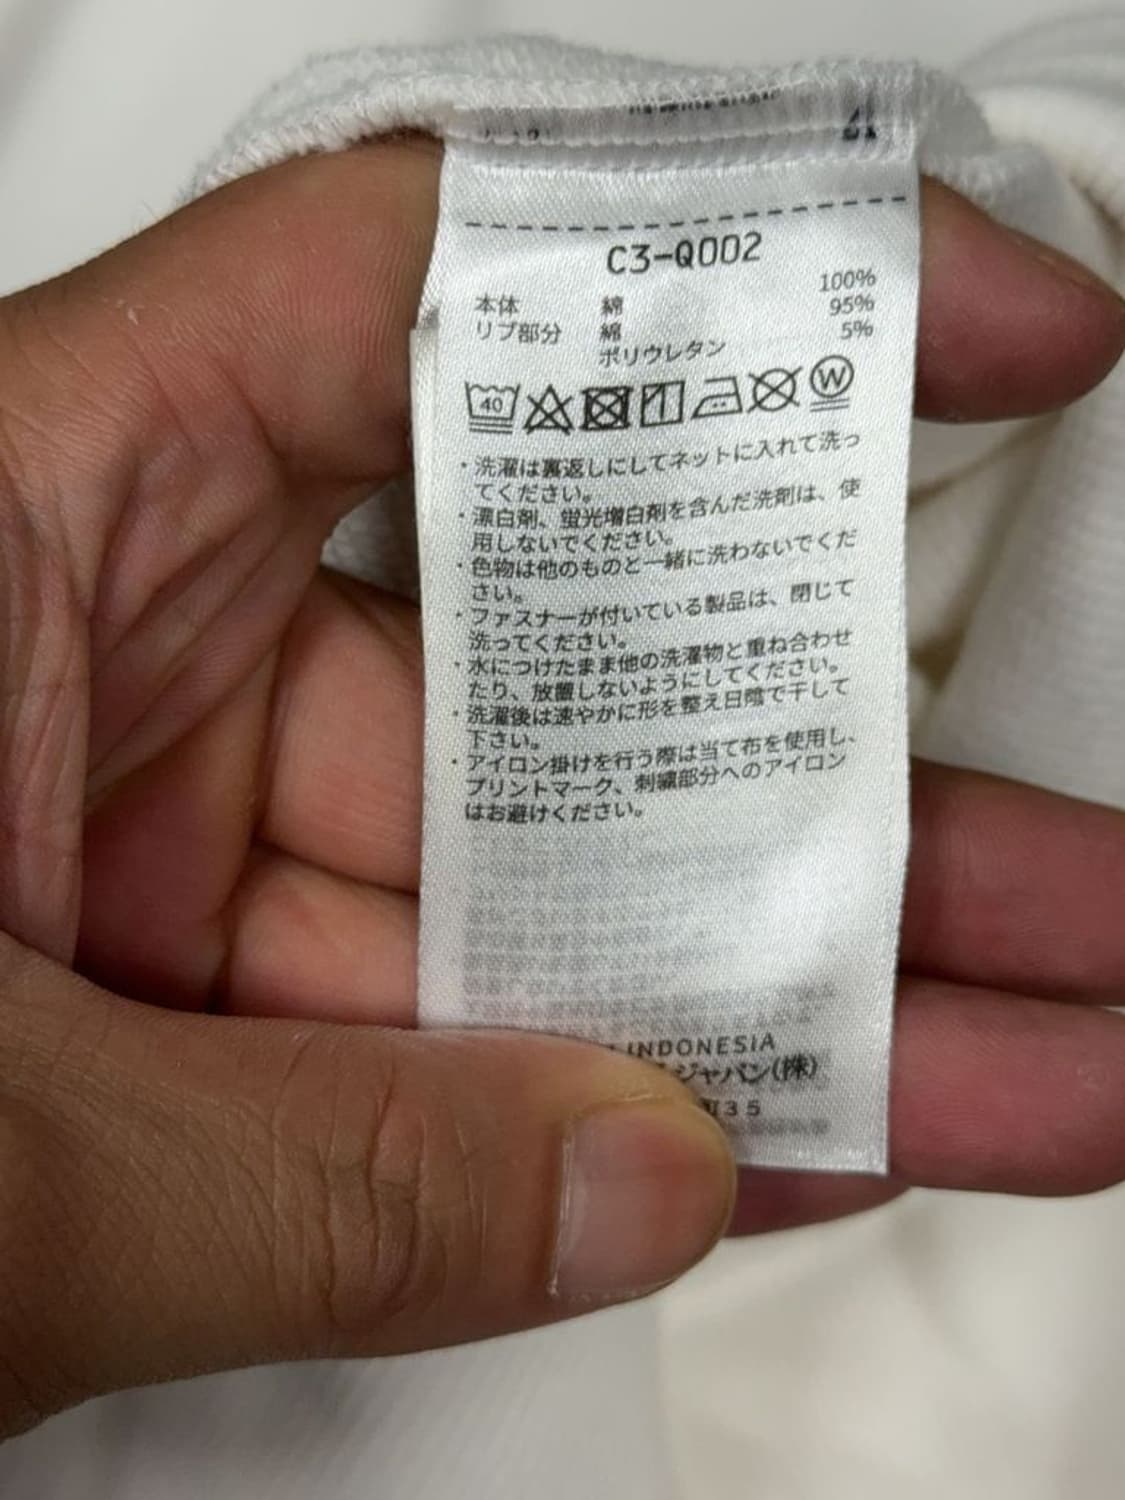 C3-Q002
本体 綿 100%
リブ部分 綿 95%
ポリウレタン 5%
40
W
・洗濯は裏返しにしてネットに入れて洗っ
てください。
・漂白剤、蛍光増白剤を含んだ洗剤は、使
用しないでください。
・色物は他のものと一緒に洗わないでくだ
さい。
・ファスナーが付いている製品は、閉じて
洗ってください。
・水につけたまま他の洗濯物と重ね合わせ
たり、放置しないようにしてください。
・洗濯後は速やかに形を整え日陰で干して
下さい。
・アイロン掛けを行う際は当て布を使用し、
プリントマーク、刺繍部分へのアイロン
はお避けください。
INDONESIA
ジャパン(株)
町35